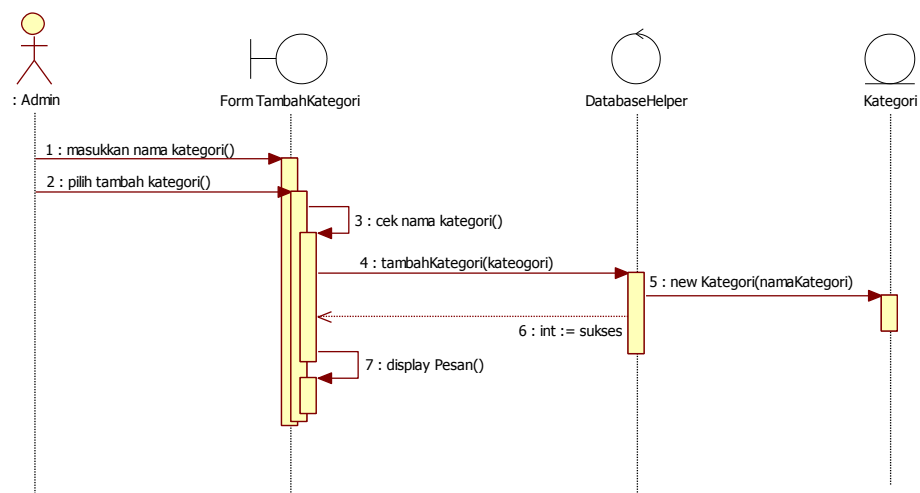 : Admin
Form TambahKategori
DatabaseHelper
Kategori
1 : masukkan nama kategori()
2 : pilih tambah kategori()
3 : cek nama kategori()
4 : tambahKategori(kateogori)
5 : new Kategori(namaKategori)
6 : int := sukses
7 : display Pesan()